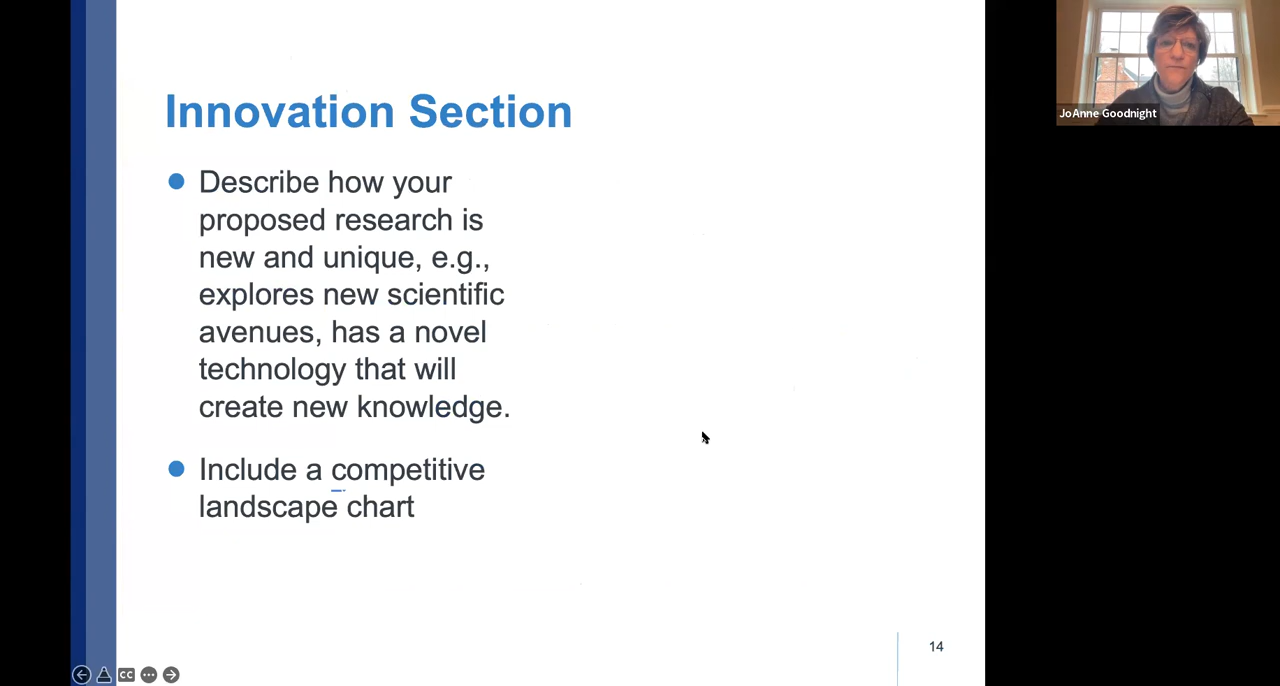 Innovation Section
Describe how your
proposed research is
new and unique, e.g.,
explores new scientific
avenues, has a novel
technology that will
create new knowledge.
Include a competitive
landscape chart
14
CC
JoAnne Goodnight